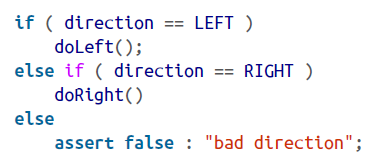 if ( direction == LEFT )
    doLeft();
else if ( direction == RIGHT )
    doRight()
else
    assert false : "bad direction";